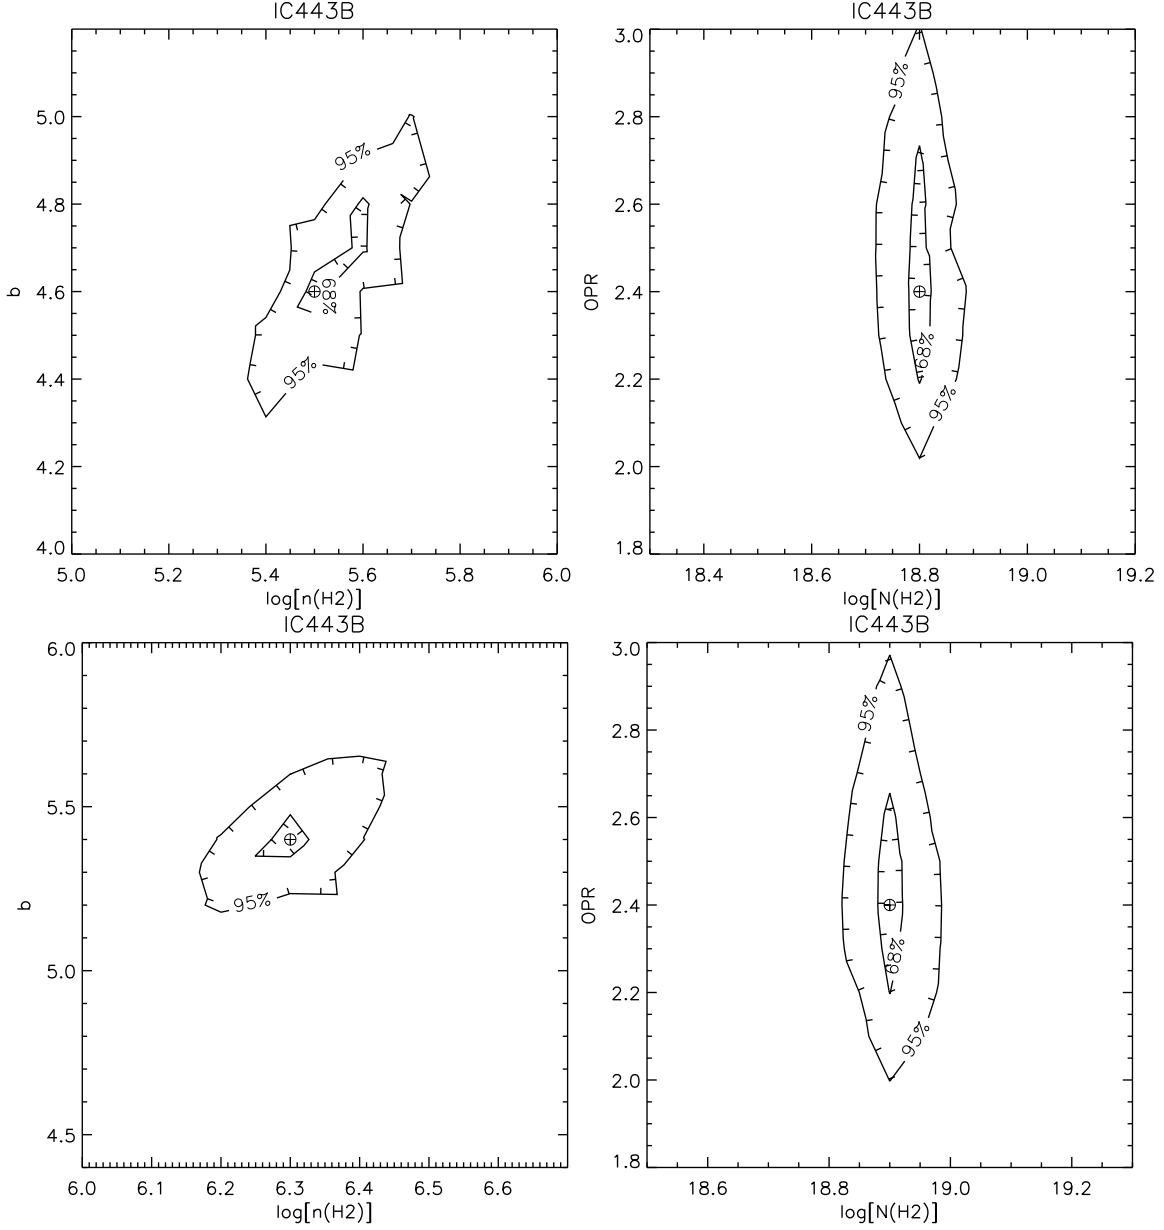 IC443B
b
5.0
4.8
4.6
4.4
4.2
4.0
95%
68%
95%
5.0 5.2 5.4 5.6 5.8 6.0
log[n(H2)]
IC443B
OPR
3.0
2.8
2.6
2.4
2.2
2.0
1.8
95%
68%
95%
18.4 18.6 18.8 19.0 19.2
log[N(H2)]
IC443B
b
6.0
5.5
5.0
4.5
95%
6.0 6.1 6.2 6.3 6.4 6.5 6.6
log[n(H2)]
IC443B
OPR
3.0
2.8
2.6
2.4
2.2
2.0
1.8
95%
68%
95%
18.6 18.8 19.0 19.2
log[N(H2)]